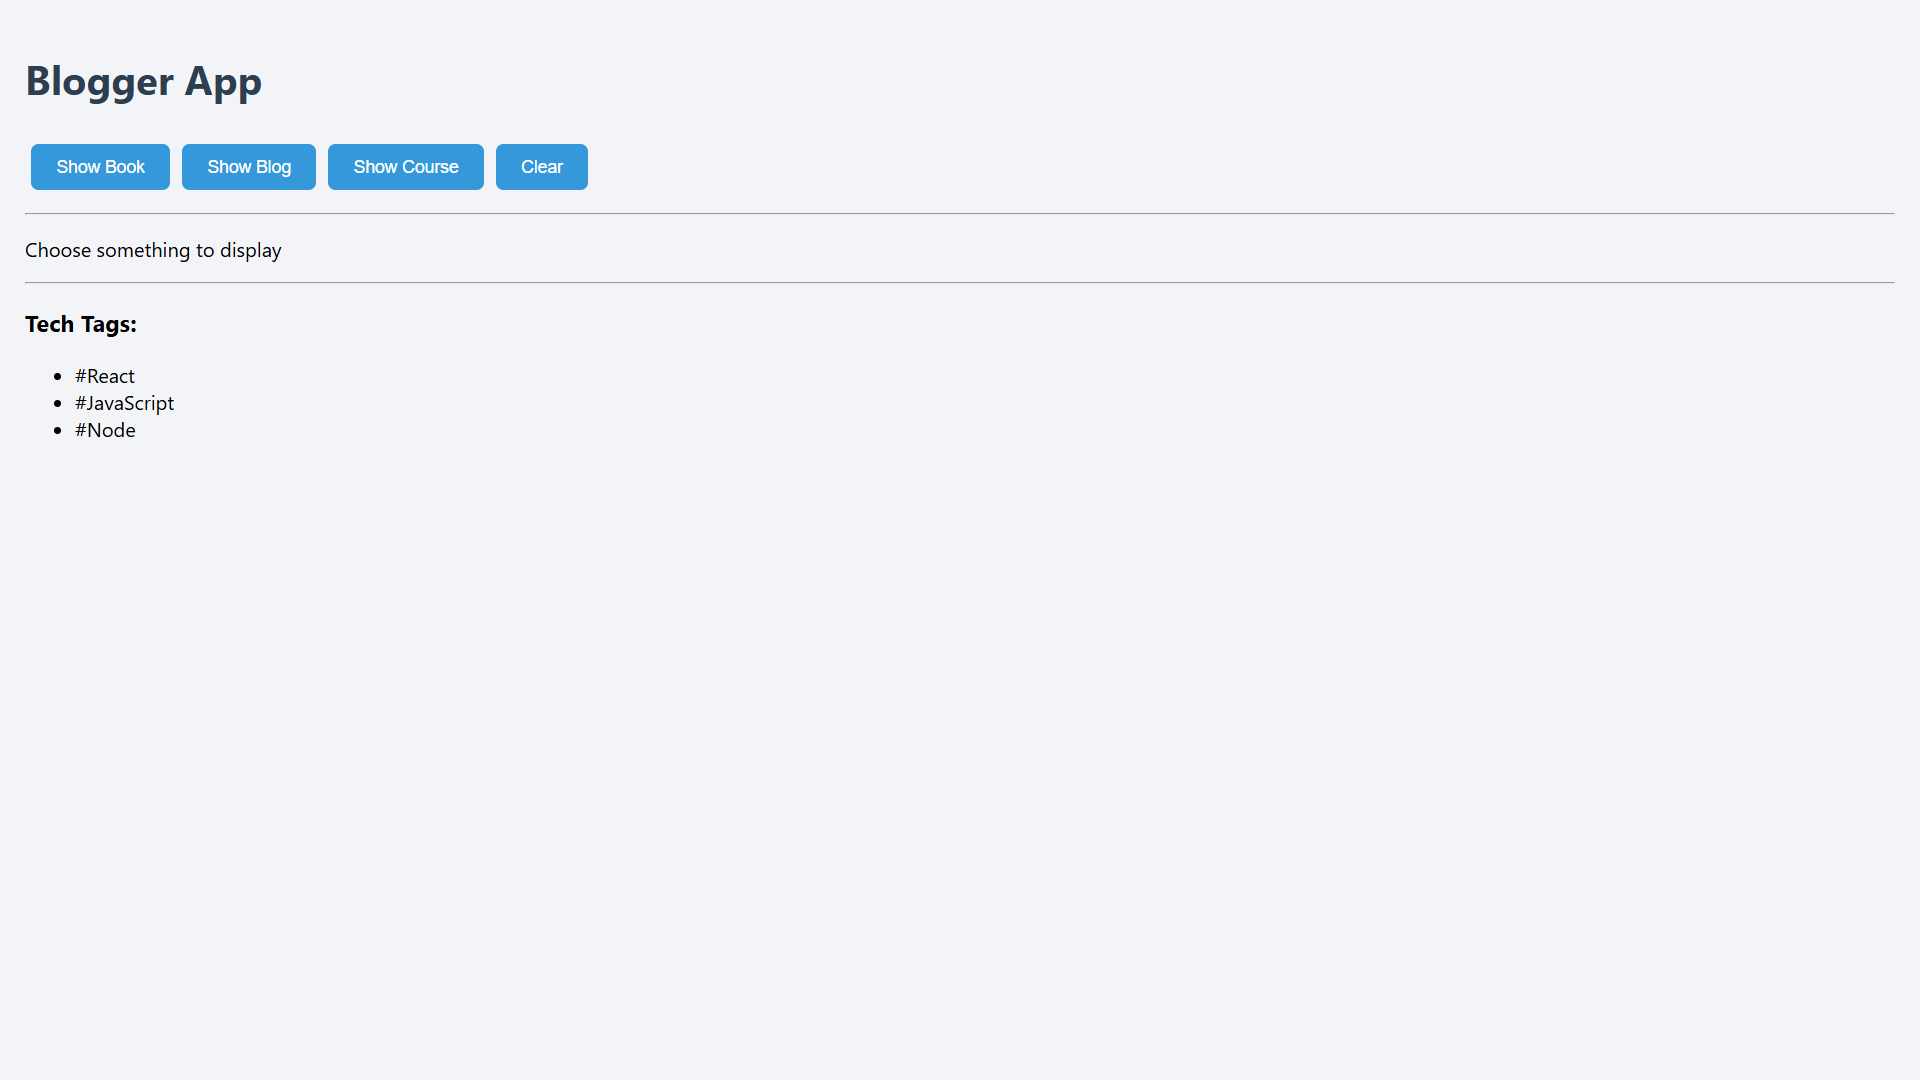 Blogger App
Show Book Show Blog Show Course Clear
Choose something to display
Tech Tags:
#React
#JavaScript
#Node